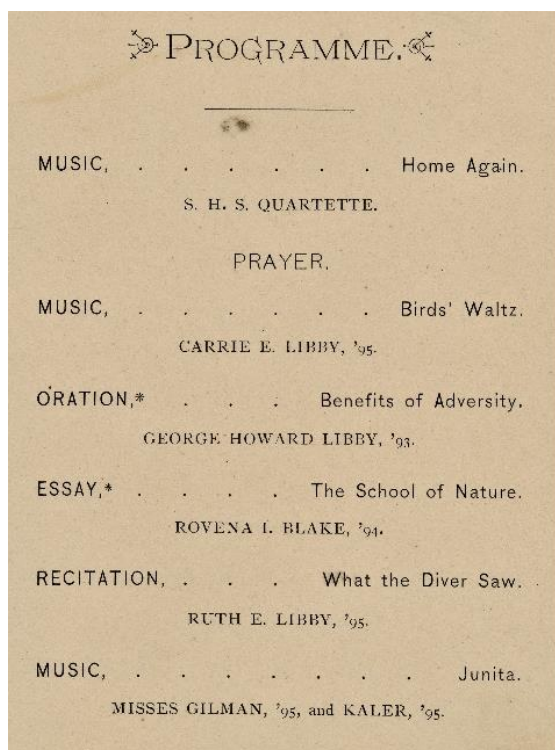 PROGRAMME.
MUSIC, . . . . . . Home Again.
S. H. S. QUARTETTE.
PRAYER.
MUSIC, . . . . . . Birds' Waltz.
CARRIE E. LIBBY, '95.
ORATION,* . . . Benefits of Adversity.
GEORGE HOWARD LIBBY, '93.
ESSAY,* . . . . The School of Nature.
ROVENA I. BLAKE, '94.
RECITATION, . . . What the Diver Saw.
RUTH E. LIBBY, '95.
MUSIC, . . . . . . . Junita.
MISSES GILMAN, '95, and KALER, '95.